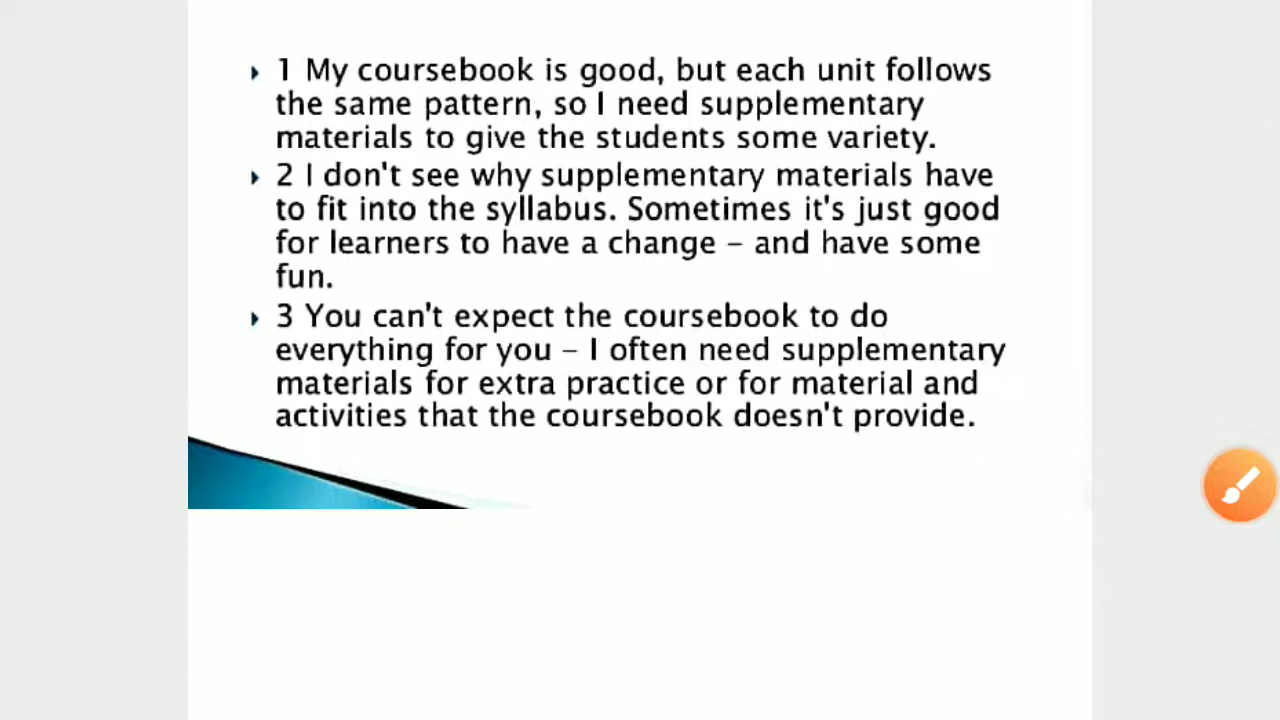 1 My coursebook is good, but each unit follows
the same pattern, so I need supplementary
materials to give the students some variety.
2 I don't see why supplementary materials have
to fit into the syllabus. Sometimes it's just good
for learners to have a change – and have some
fun.
3 You can't expect the coursebook to do
everything for you – I often need supplementary
materials for extra practice or for material and
activities that the coursebook doesn't provide.